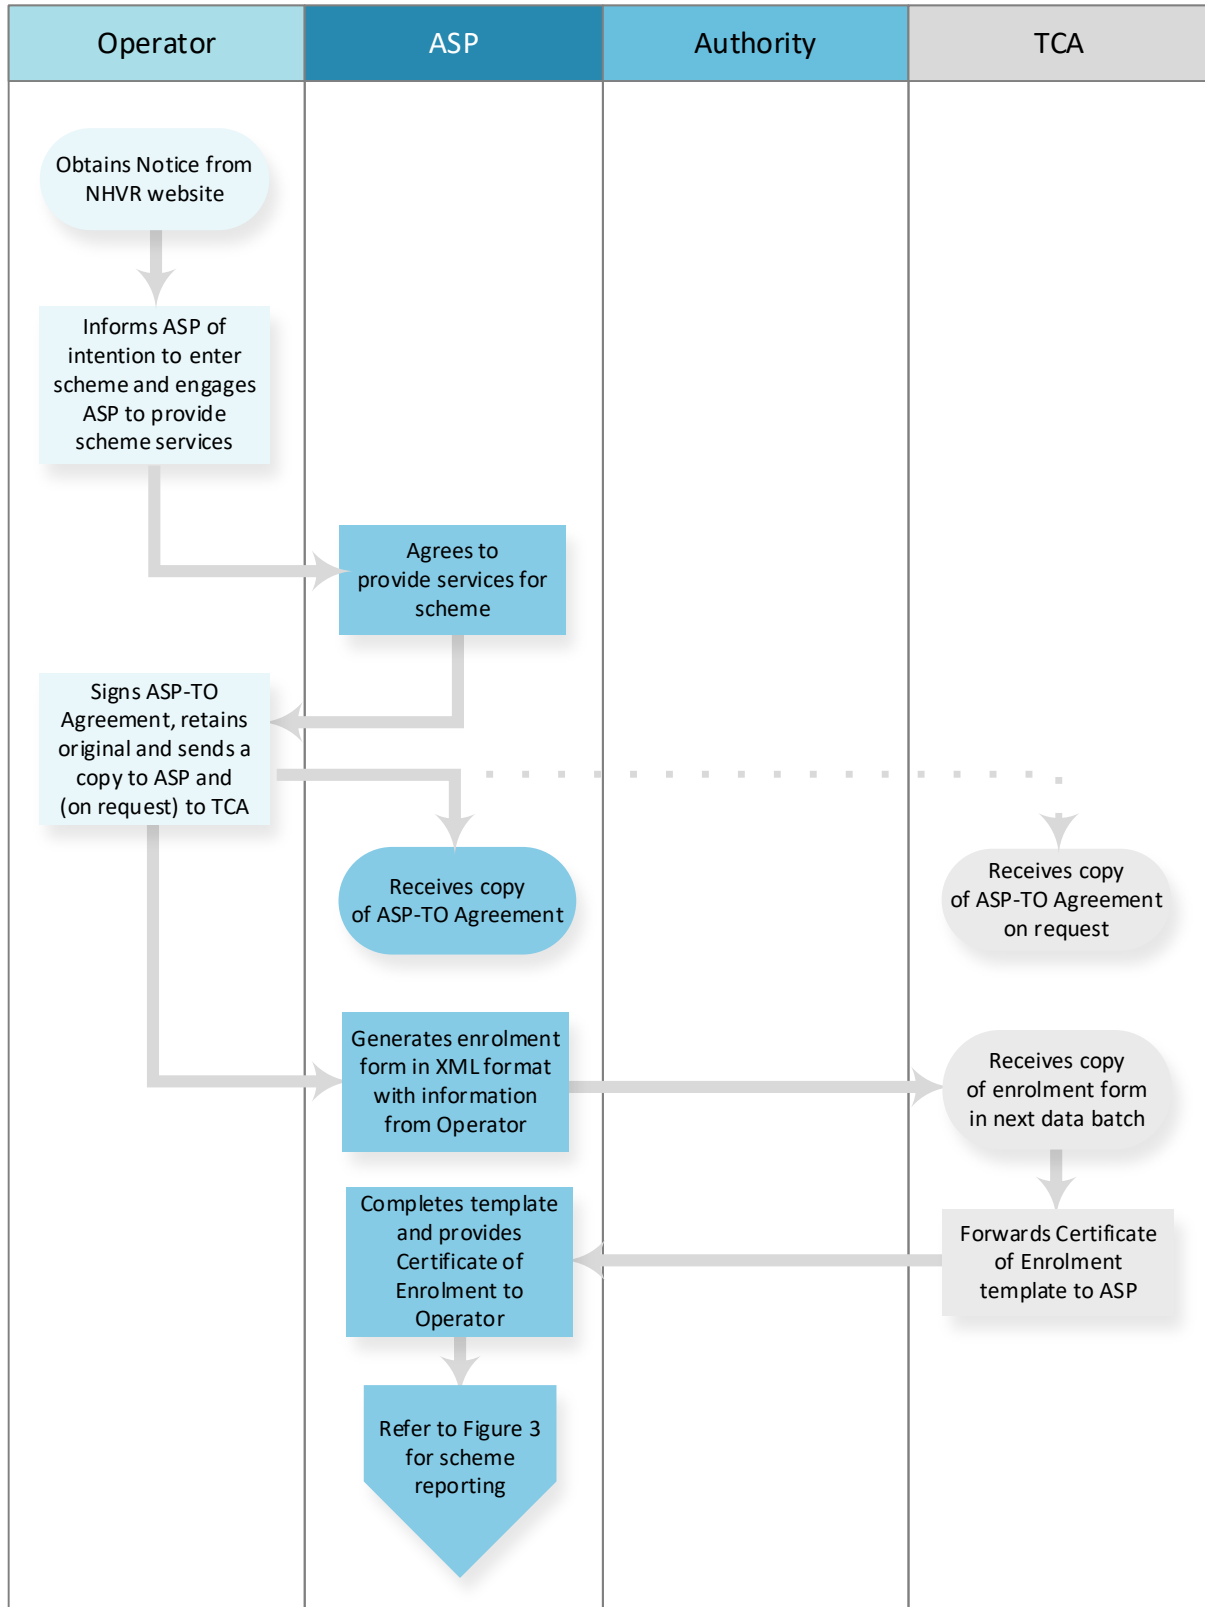 Operator
ASP
Authority
TCA
Obtains Notice from
NHVR website
Informs ASP of
intention to enter
scheme and engages
ASP to provide
scheme services
Agrees to
provide services for
scheme
Signs ASP-TO
Agreement, retains
original and sends a
copy to ASP and
(on request) to TCA
Receives copy
of ASP-TO Agreement
Receives copy
of ASP-TO Agreement
on request
Generates enrolment
form in XML format
with information
from Operator
Receives copy
of enrolment form
in next data batch
Completes template
and provides
Certificate of
Enrolment to
Operator
Forwards Certificate
of Enrolment
template to ASP
Refer to Figure 3
for scheme
reporting